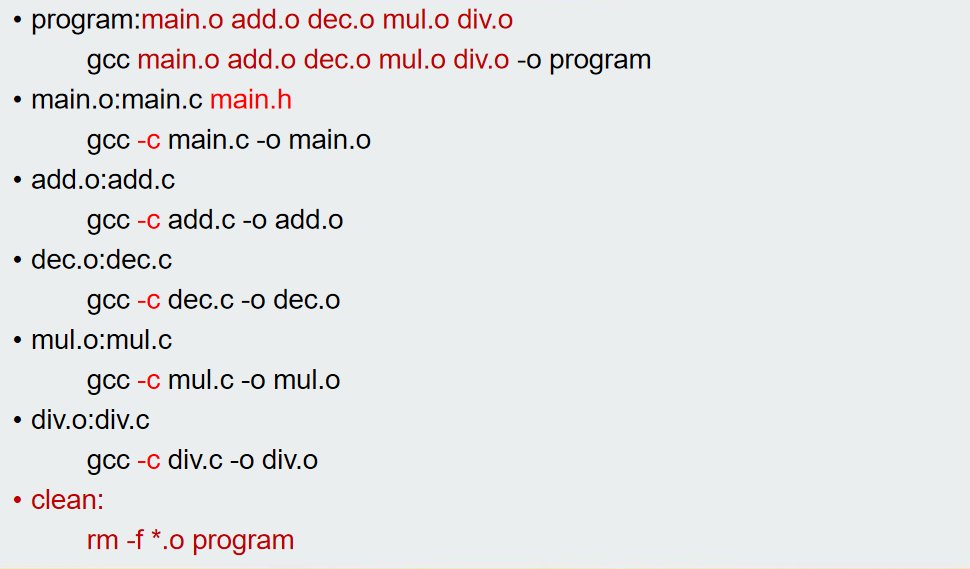 • program:main.o add.o dec.o mul.o div.o
gcc main.o add.o dec.o mul.o div.o -o program
• main.o:main.c main.h
gcc -c main.c -o main.o
• add.o:add.c
gcc -c add.c -o add.o
• dec.o:dec.c
gcc -c dec.c -o dec.o
• mul.o:mul.c
gcc -c mul.c -o mul.o
• div.o:div.c
gcc -c div.c -o div.o
• clean:
rm -f *.o program